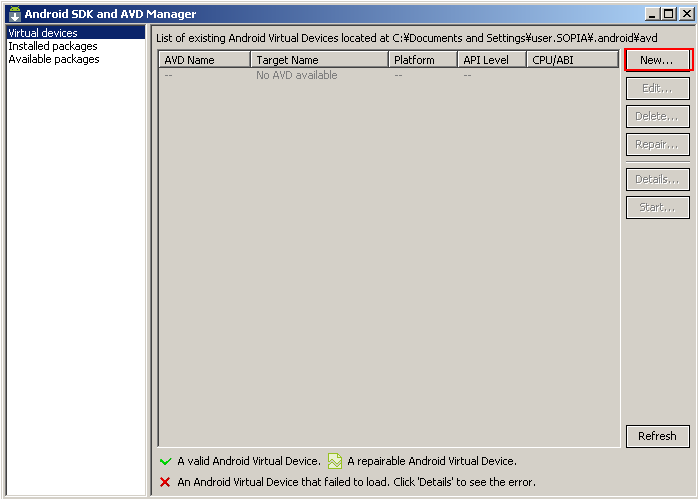 Android SDK and AVD Manager
Virtual devices
Installed packages
Available packages
List of existing Android Virtual Devices located at C:¥Documents and Settings¥user.SOPIA¥.android¥avd
AVD Name Target Name Platform API Level CPU/ABI
-- No AVD available -- --
New...
Edit...
Delete...
Repair...
Details...
Start...
Refresh
A valid Android Virtual Device. A repairable Android Virtual Device.
An Android Virtual Device that failed to load. Click 'Details' to see the error.